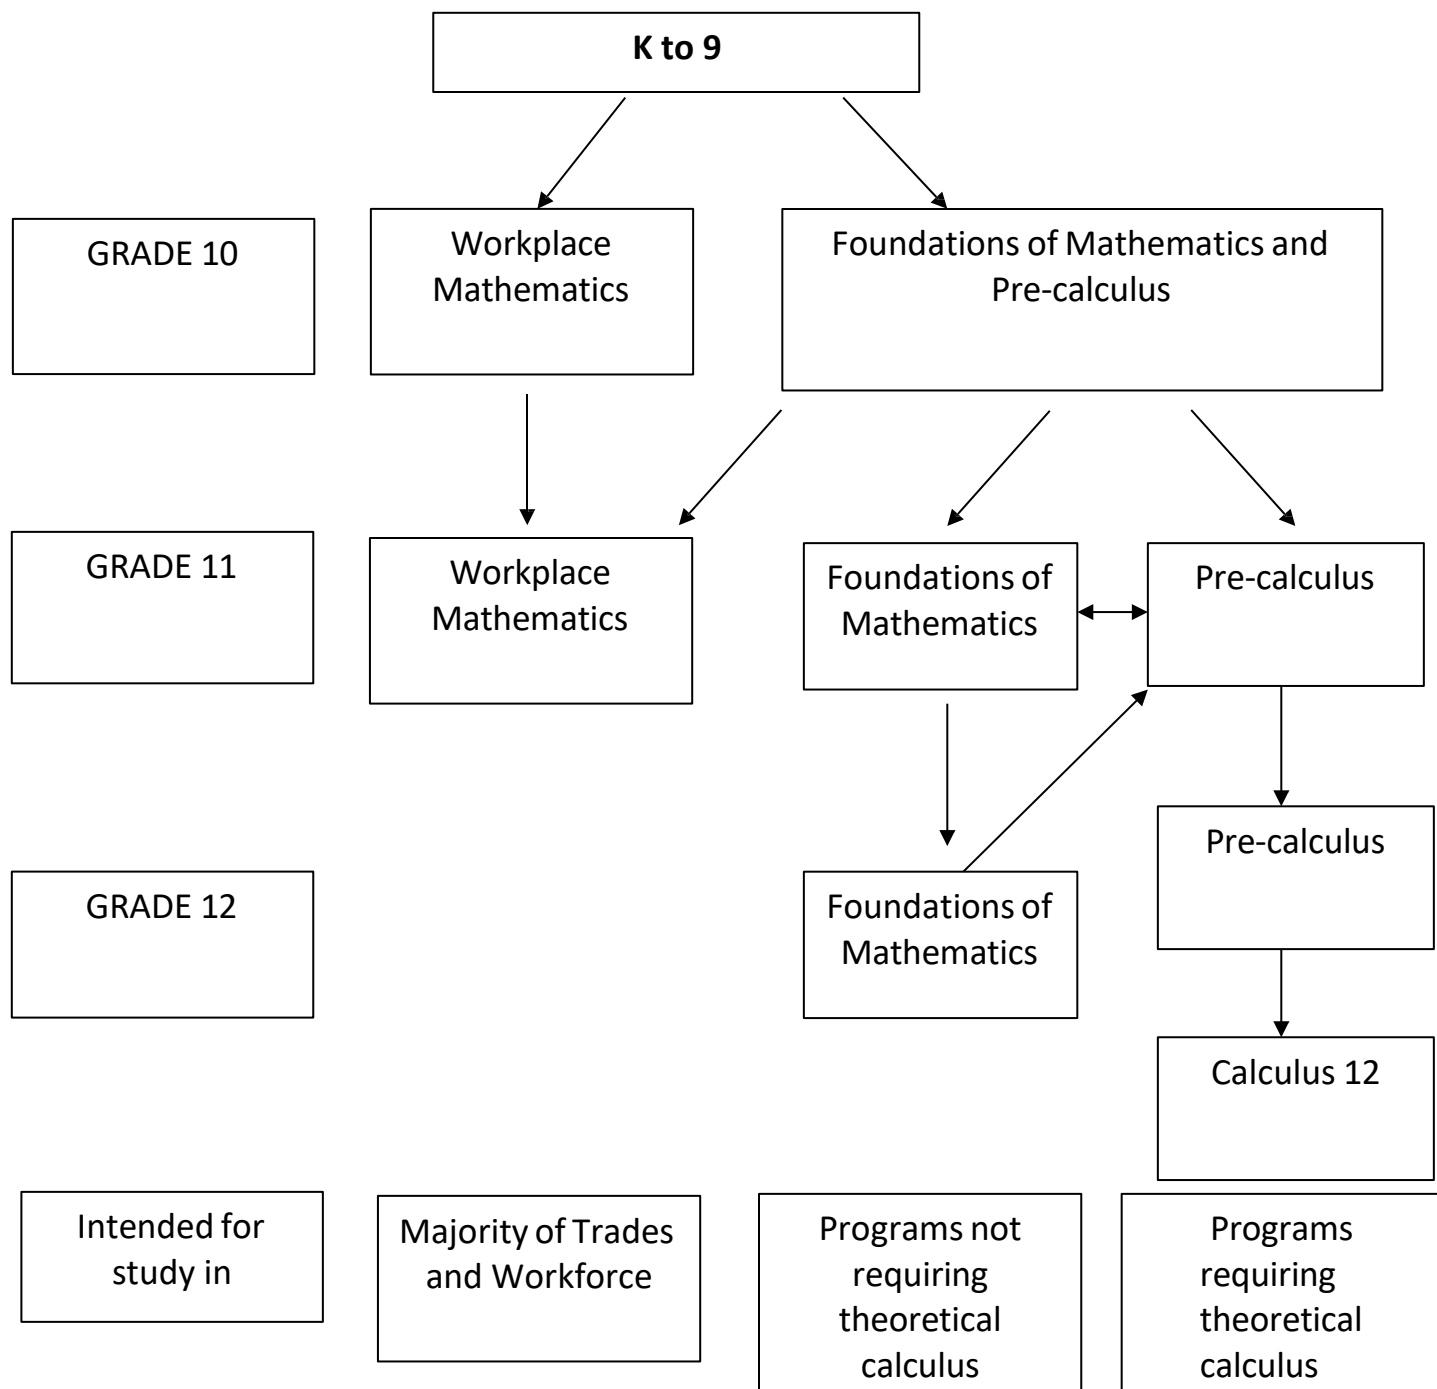 K to 9
GRADE 10
Workplace
Mathematics
Foundations of Mathematics and
Pre-calculus
GRADE 11
Workplace
Mathematics
Foundations of
Mathematics
Pre-calculus
Pre-calculus
GRADE 12
Foundations of
Mathematics
Calculus 12
Intended for
study in
Majority of Trades
and Workforce
Programs not
requiring
theoretical
calculus
Programs
requiring
theoretical
calculus